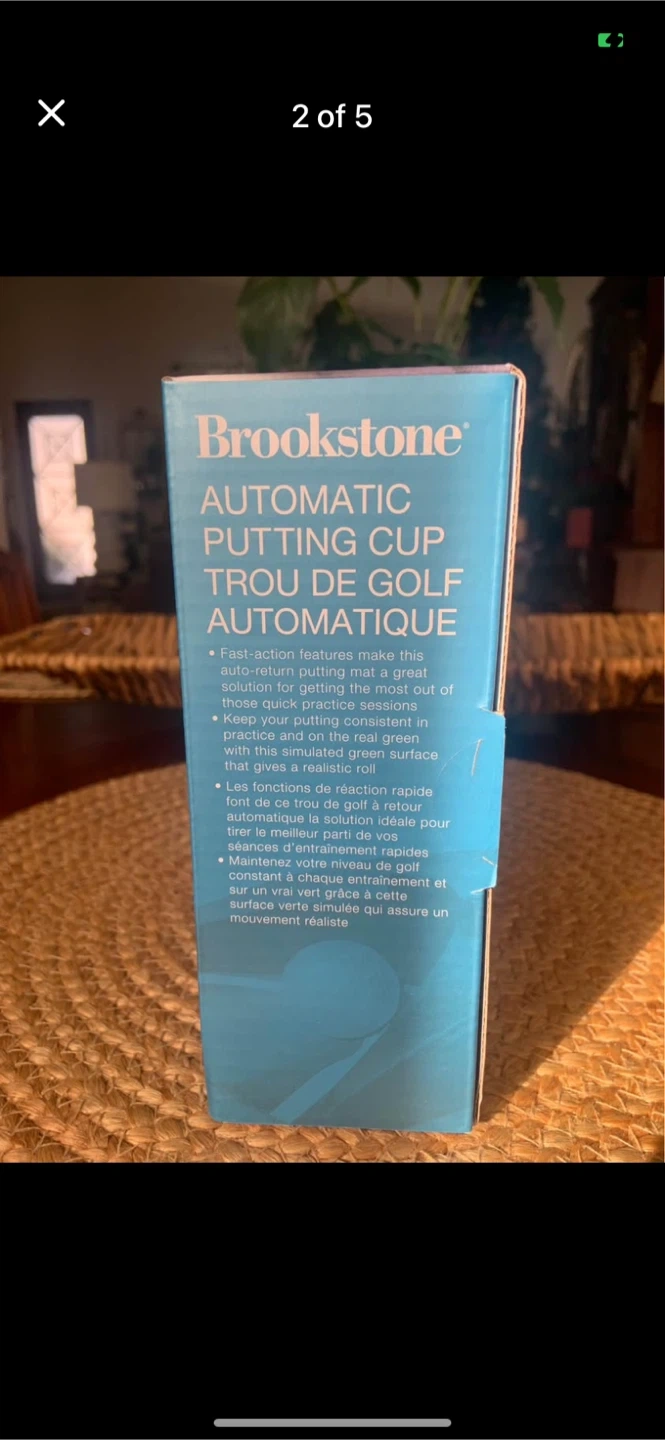 2 of 5
Brookstone®
AUTOMATIC
PUTTING CUP
TROU DE GOLF
AUTOMATIQUE
• Fast-action features make this
auto-return putting mat a great
solution for getting the most out of
those quick practice sessions
• Keep your putting consistent in
practice and on the real green
with this simulated green surface
that gives a realistic roll
• Les fonctions de réaction rapide
font de ce trou de golf à retour
automatique la solution idéale pour
tirer le meilleur parti de vos
séances d'entraînement rapides
• Maintenez votre niveau de golf
constant à chaque entraînement et
sur un vrai vert grâce à cette
surface verte simulée qui assure un
mouvement réaliste